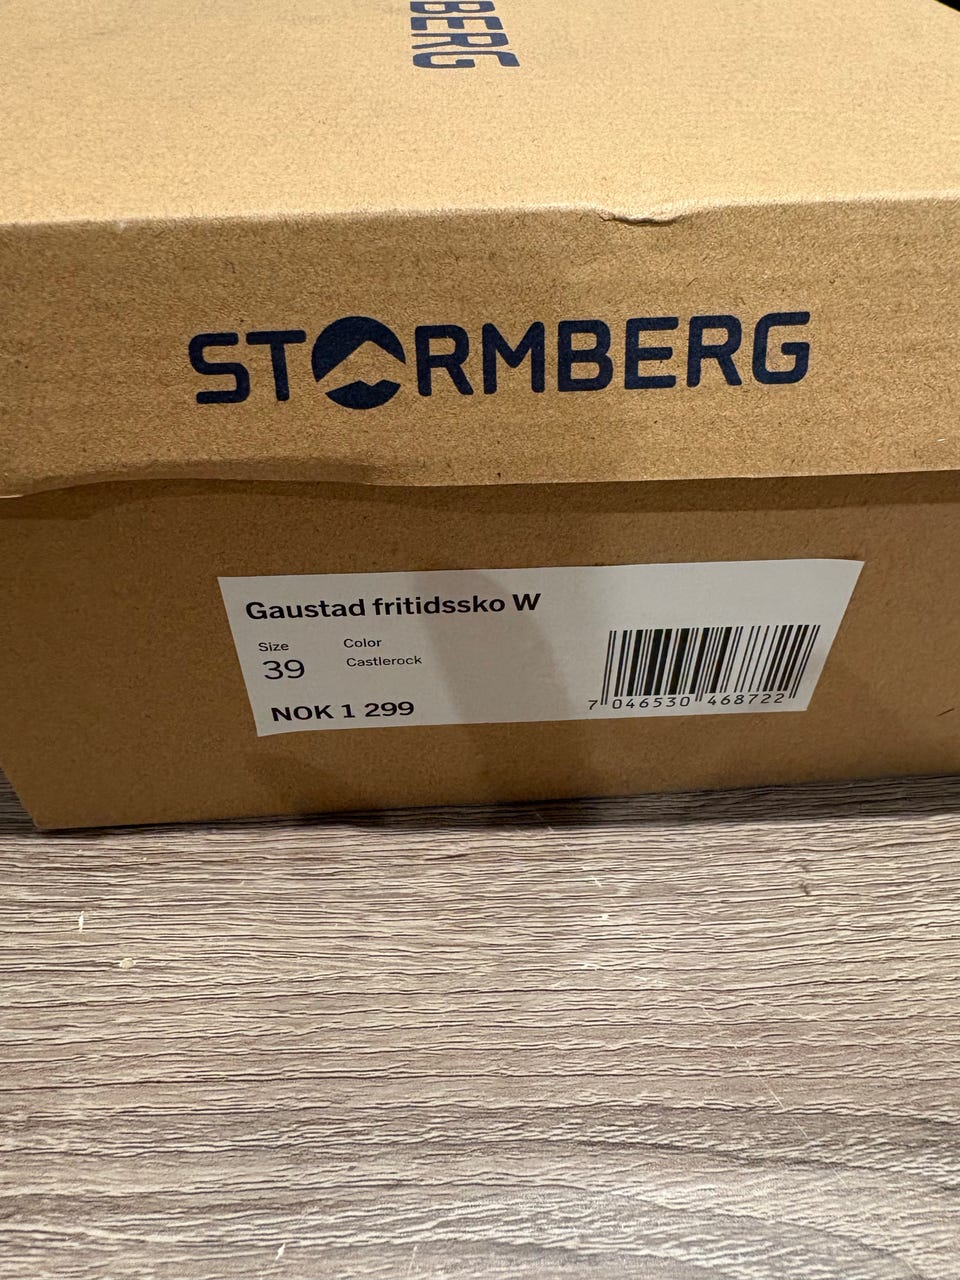 BERG
STORMBERG
Gaustad fritidssko W
Size Color
39 Castlerock
NOK 1 299
7 046530 468722